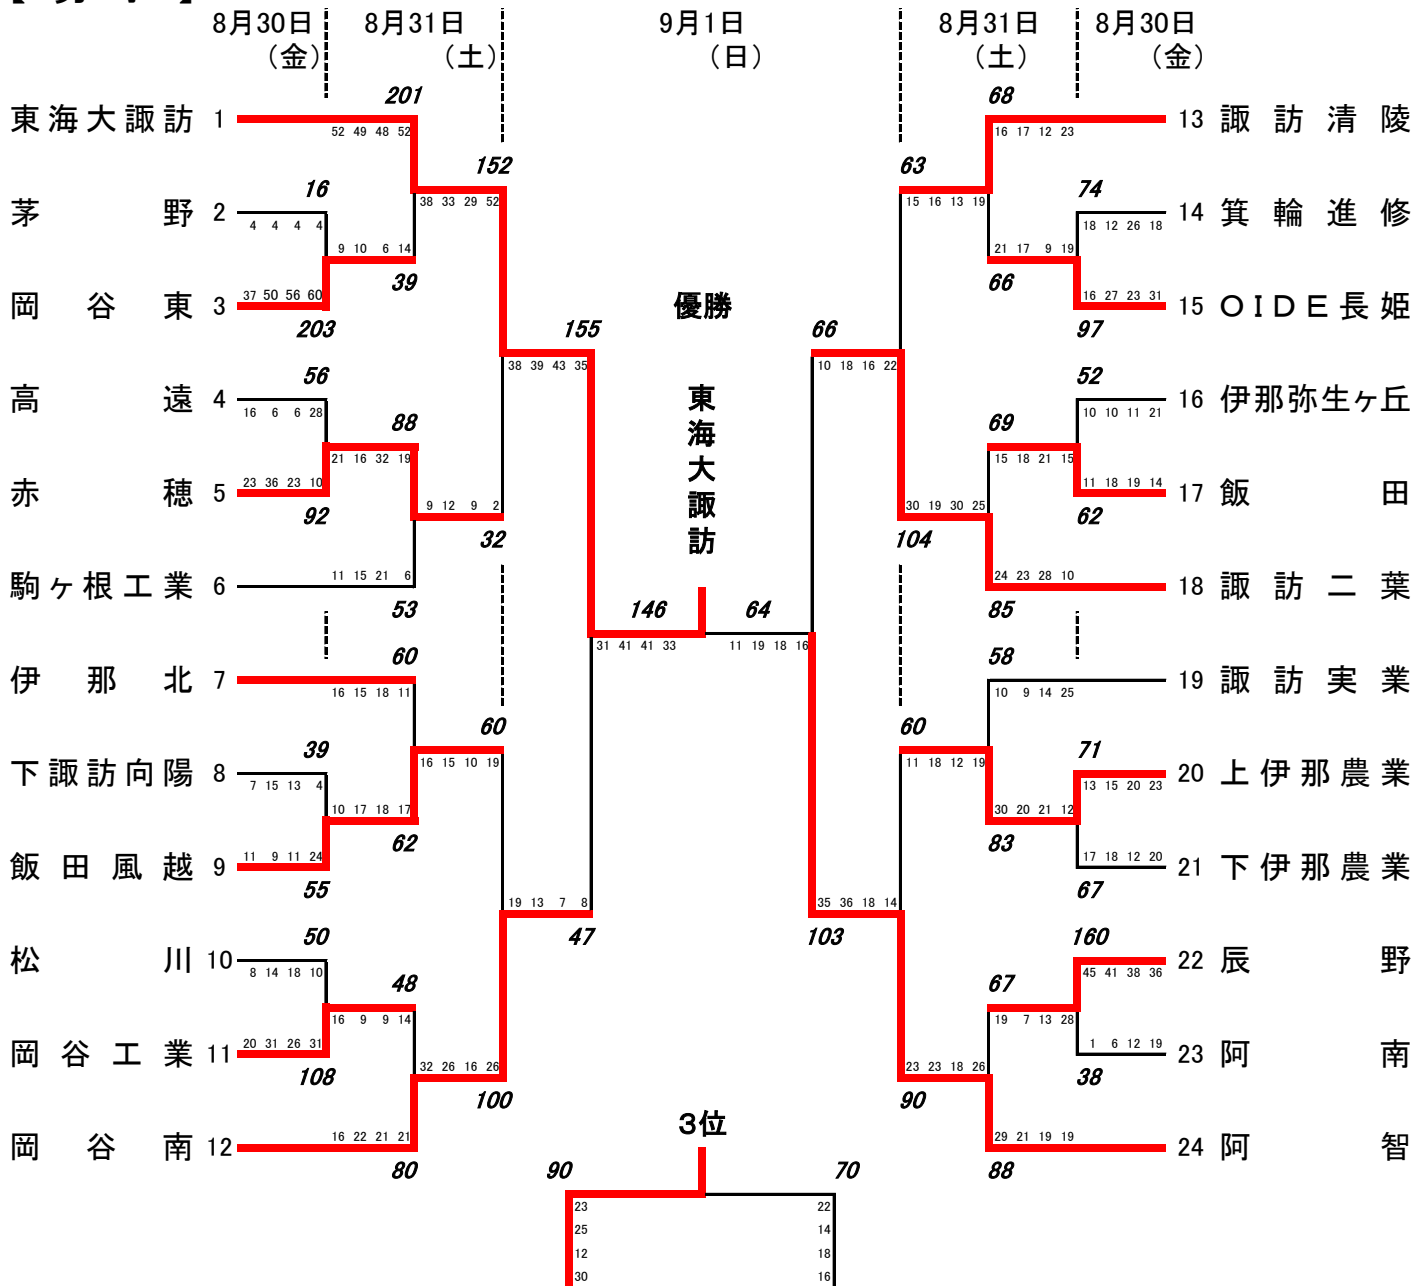 8月30日 8月31日 9月1日 8月31日 8月30日
（金） （土） （日） （土） （金）
東海大諏訪 1
201
52 49 48 52
茅野 2
16
4 4 4 4
岡谷東 3
37 50 56 60
203
9 10 6 14
39
152
38 33 29 52
高遠 4
56
16 6 6 28
赤穂 5
23 36 23 10
92
88
21 16 32 19
駒ヶ根工業 6
11 15 21 6
53
9 12 9 2
32
155
38 39 43 35
伊那北 7
60
16 15 18 11
下諏訪向陽 8
39
7 15 13 4
飯田風越 9
11 9 11 24
55
10 17 18 17
62
60
16 15 10 19
松川 10
50
8 14 18 10
岡谷工業 11
20 31 26 31
108
48
16 9 9 14
岡谷南 12
16 22 21 21
80
32 26 16 26
100
19 13 7 8
47
優勝
東海大諏訪
146
31 41 41 33
64
11 19 18 16
68
16 17 12 23
13 諏訪清陵
74
18 12 26 18
14 箕輪進修
16 27 23 31
97
15 OIDE長姫
21 17 9 19
66
63
15 16 13 19
52
10 10 11 21
16 伊那弥生ヶ丘
11 18 19 14
62
17 飯田
69
15 18 21 15
24 23 28 10
85
18 諏訪二葉
30 19 30 25
104
66
10 18 16 22
58
10 9 14 25
19 諏訪実業
71
13 15 20 23
20 上伊那農業
17 18 12 20
67
21 下伊那農業
30 20 21 12
83
60
11 18 12 19
160
45 41 38 36
22 辰野
1 6 12 19
38
23 阿南
67
19 7 13 28
29 21 19 19
88
24 阿智
23 23 18 26
90
35 36 18 14
103
3位
90 70
23 22
25 14
12 18
30 16